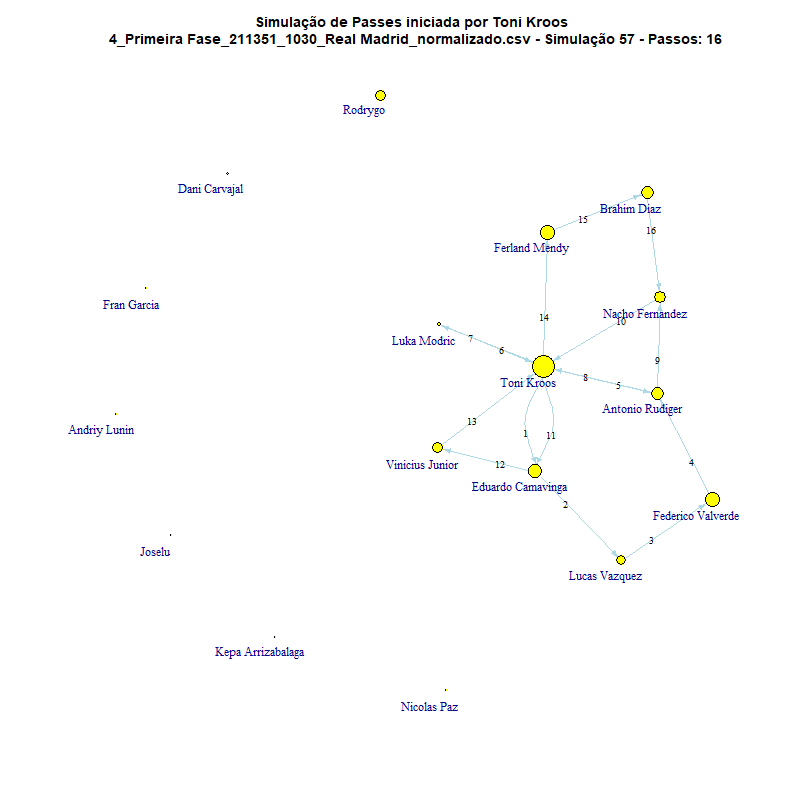 Simulação de Passes iniciada por Toni Kroos
4_Primeira Fase_211351_1030_Real Madrid_normalizado.csv - Simulação 57 - Passos: 16
Rodrygo
Dani Carvajal
Brahim Diaz
15
16
Ferland Mendy
Fran Garcia
Nacho Fernandez
14
10
Luka Modric
7
6
9
Toni Kroos
8
5
Antonio Rudiger
Andriy Lunin
13
1
11
Vinicius Junior
12
4
Eduardo Camavinga
2
Federico Valverde
3
Joselu
Lucas Vazquez
Kepa Arrizabalaga
Nicolas Paz